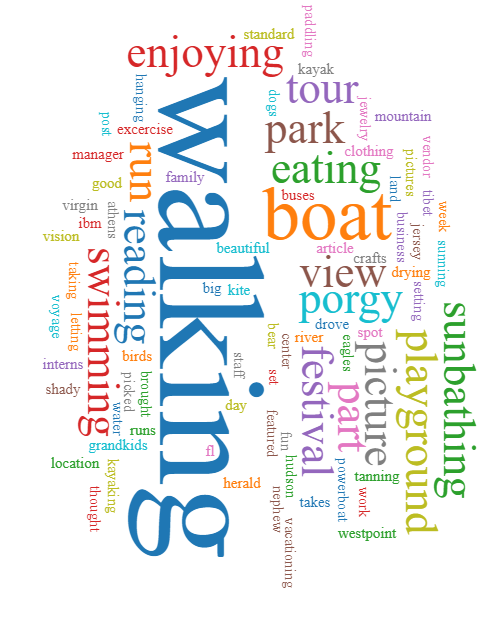 paddling
standard
enjoying
kayak
hanging
dogs
tour
jewelry
mountain
post
excercise
park
vendor
manager
run
clothing
pictures
walking
eating
family
good
land
tibet
virgin
athens
buses
boat
week
ibm
reading
business
jersey
vision
beautiful
article
sunning
swimming
crafts
taking
view
drying
big
kite
setting
voyage
letting
porgy
sunbathing
drove
spot
bear
center
river
eagles
playground
birds
festival
picture
interns
staff
shady
picked
brought
set
part
day
water
runs
featured
grandkids
fl
fun
location
kayaking
hudson
powerboat
tanning
herald
thought
nephew
takes
work
vacationing
westpoint